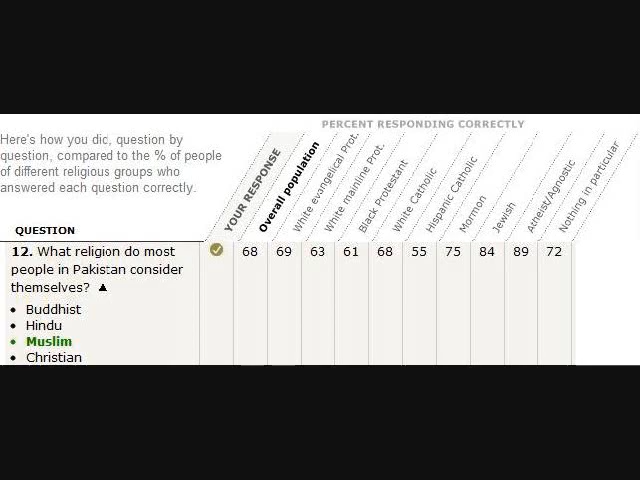 PERCENT RESPONDING CORRECTLY
Here's how you dic, question by
question, compared to the % of people
of different religious groups who
answered each question correctly.
YOUR RESPONSE
Overall population
White evangelical Prot.
White mainline Prot.
Black Protestant
White Catholic
Hispanic Catholic
Mormon
Jewish
Atheist/Agnostic
Nothing in particular
QUESTION
12. What religion do most
people in Pakistan consider
themselves? ▲
68 69 63 61 68 55 75 84 89 72
• Buddhist
• Hindu
• Muslim
• Christian